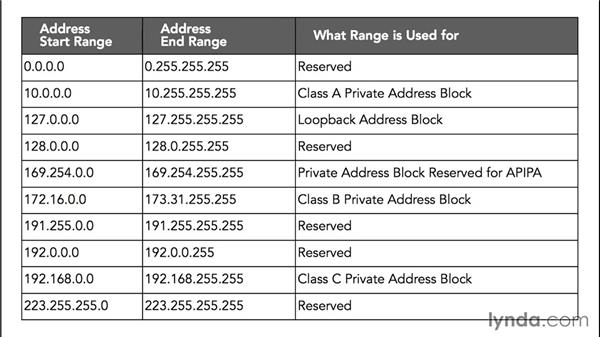 Address Start Range Address End Range What Range is Used for
0.0.0.0 0.255.255.255 Reserved
10.0.0.0 10.255.255.255 Class A Private Address Block
127.0.0.0 127.255.255.255 Loopback Address Block
128.0.0.0 128.0.255.255 Reserved
169.254.0.0 169.254.255.255 Private Address Block Reserved for APIPA
172.16.0.0 173.31.255.255 Class B Private Address Block
191.255.0.0 191.255.255.255 Reserved
192.0.0.0 192.0.0.255 Reserved
192.168.0.0 192.168.255.255 Class C Private Address Block
223.255.255.0 223.255.255.255 Reserved
lynda.com